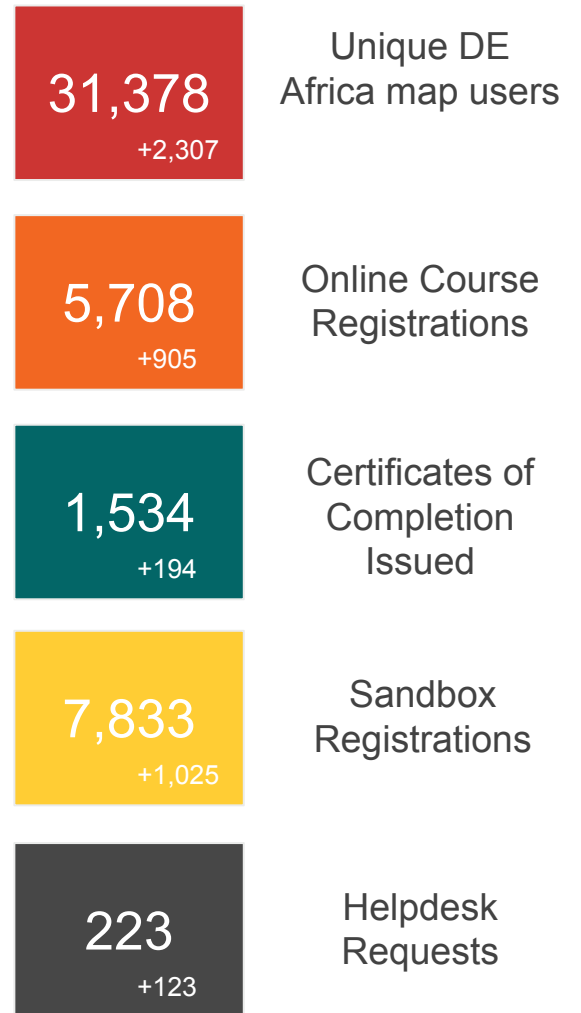 31,378
+2,307
Unique DE
Africa map users
5,708
+905
Online Course
Registrations
1,534
+194
Certificates of
Completion
Issued
7,833
+1,025
Sandbox
Registrations
223
+123
Helpdesk
Requests